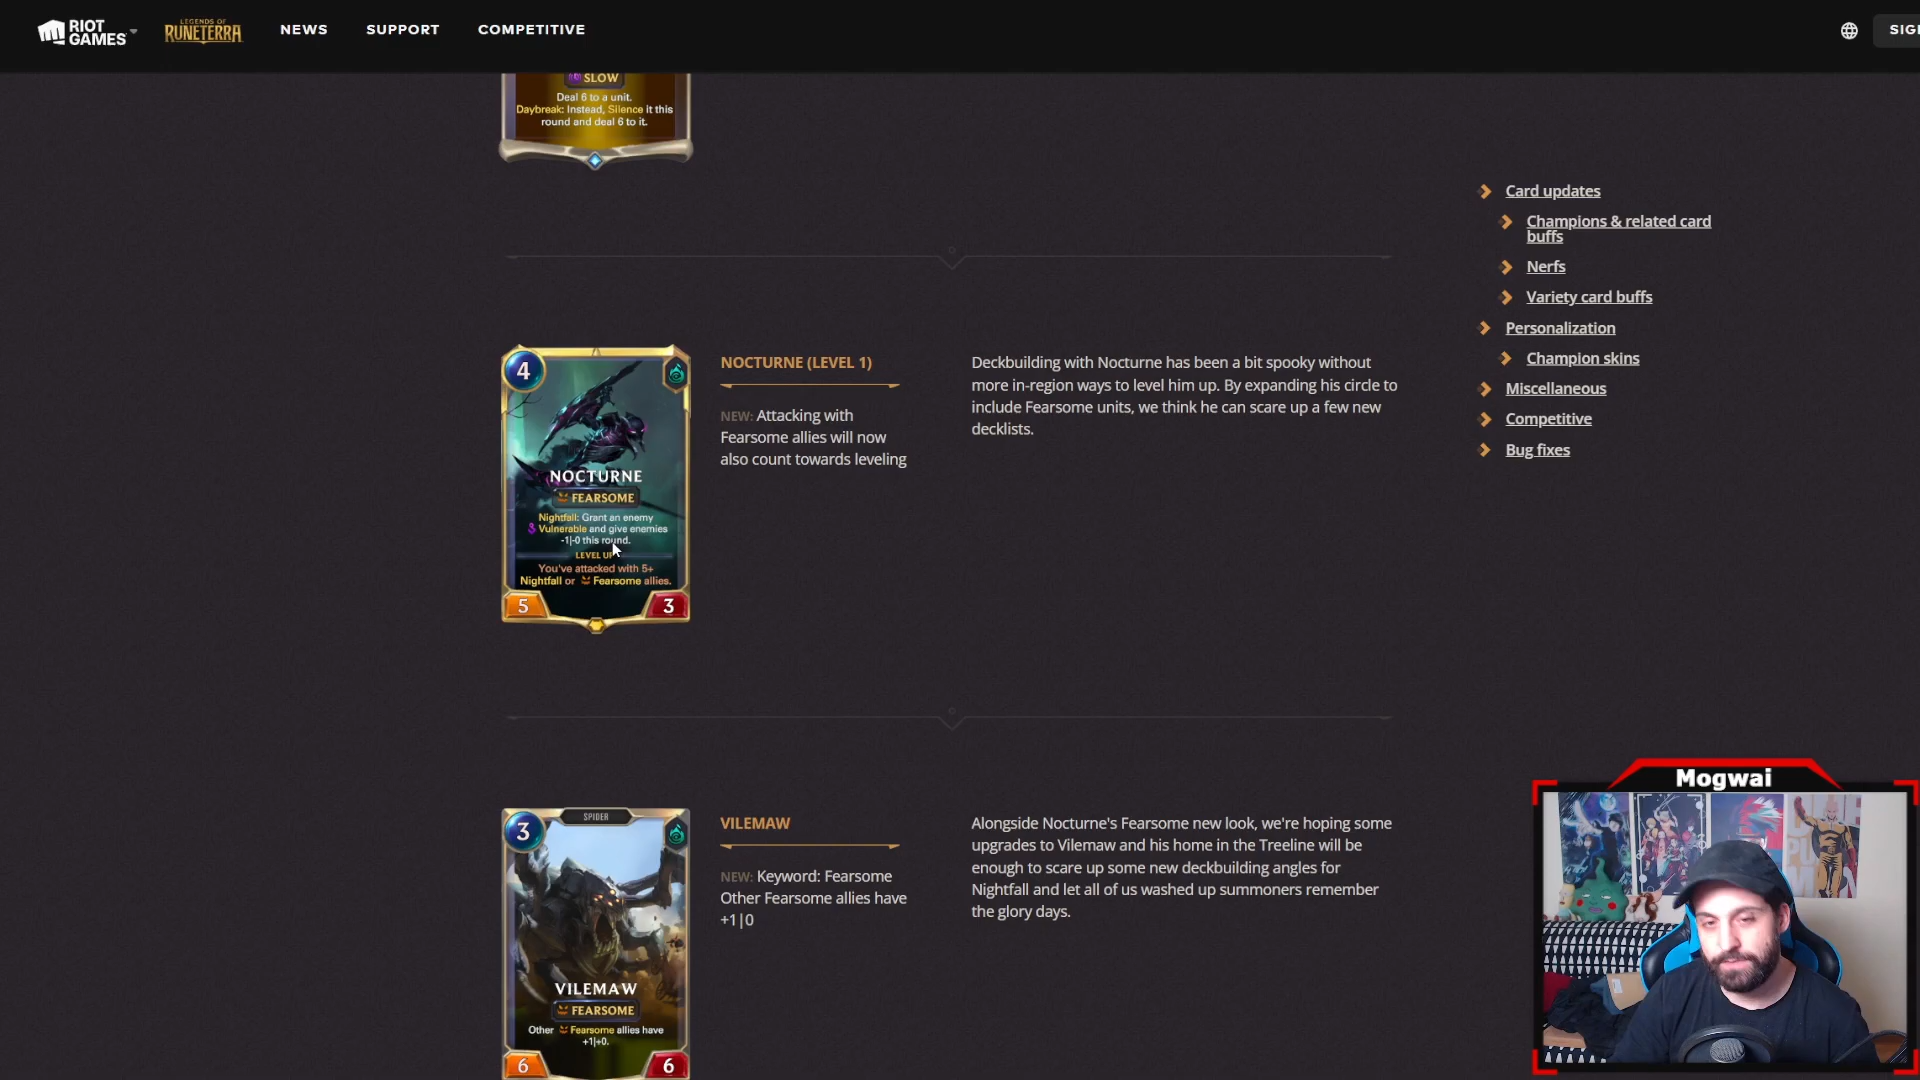 RIOT
GAMES
LEGENDS OF
RUNETERRA
NEWS
SUPPORT
COMPETITIVE
SLOW
Deal 6 to a unit.
Daybreak: Instead, Silence it this
round and deal 6 to it.
Card updates
Champions & related card
buffs
Nerfs
Variety card buffs
Personalization
Champion skins
Miscellaneous
Competitive
Bug fixes
4
NOCTURNE
FEARSOME
Nightfall: Grant an enemy
Vulnerable and give enemies
-1|-0 this round.
LEVEL UP
You've attacked with 5+
Nightfall or Fearsome allies.
5
3
NOCTURNE (LEVEL 1)
NEW: Attacking with
Fearsome allies will now
also count towards leveling
Deckbuilding with Nocturne has been a bit spooky without
more in-region ways to level him up. By expanding his circle to
include Fearsome units, we think he can scare up a few new
decklists.
SPIDER
3
VILEMAW
FEARSOME
Other Fearsome allies have
+1|+0.
6
6
VILEMAW
NEW: Keyword: Fearsome
Other Fearsome allies have
+1|0
Alongside Nocturne's Fearsome new look, we're hoping some
upgrades to Vilemaw and his home in the Treeline will be
enough to scare up some new deckbuilding angles for
Nightfall and let all of us washed up summoners remember
the glory days.
Mogwai